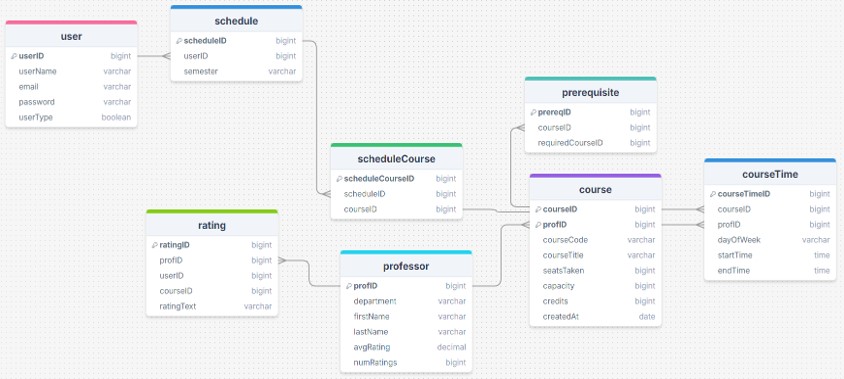 user
userID bigint
userName varchar
email varchar
password varchar
userType boolean
schedule
scheduleID bigint
userID bigint
semester varchar
prerequisite
prereqID bigint
courseID bigint
requiredCourseID bigint
scheduleCourse
scheduleCourseID bigint
scheduleID bigint
courseID bigint
course
courseID bigint
profID bigint
courseCode varchar
courseTitle varchar
seatsTaken bigint
capacity bigint
credits bigint
createdAt date
courseTime
courseTimeID bigint
courseID bigint
profID bigint
dayOfWeek varchar
startTime time
endTime time
rating
ratingID bigint
profID bigint
userID bigint
courseID bigint
ratingText varchar
professor
profID bigint
department varchar
firstName varchar
lastName varchar
avgRating decimal
numRatings bigint